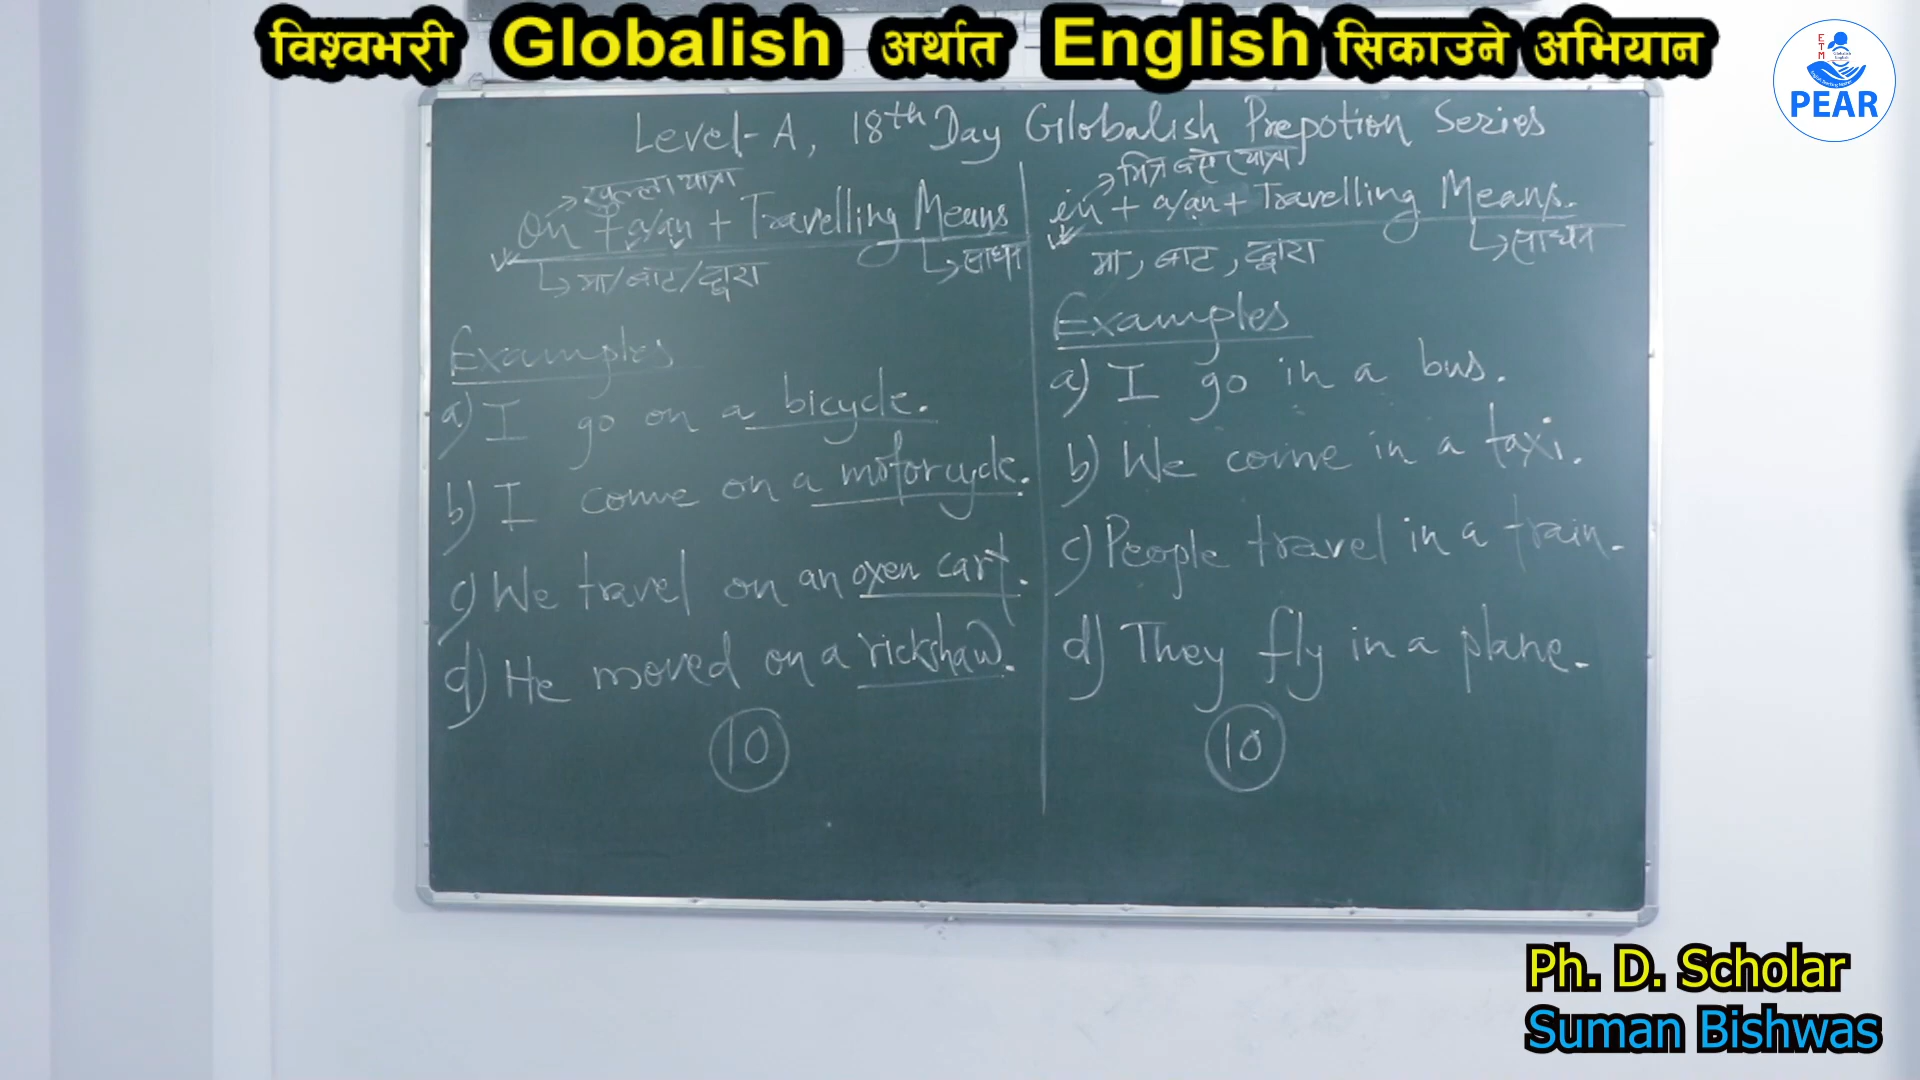 विश्वभरी Globalish अर्थात English सिकाउने अभियान
ETM
PEAR
Level-A, 18th Day Globalish Prepotion Series
→ खुल्ला यात्रा
on + a/an + Travelling Means
↳ साधन
↳ मा/बाट/द्वारा
Examples
a) I go on a bicycle.
b) I come on a motorcycle.
c) We travel on an oxen cart.
d) He moved on a rickshaw.
10
→ भित्र बसे यात्रा
in + a/an + Travelling Means.
↳ साधन
मा, बाट, द्वारा
Examples
a) I go in a bus.
b) We come in a taxi.
c) People travel in a train.
d) They fly in a plane.
10
Ph. D. Scholar
Suman Bishwas